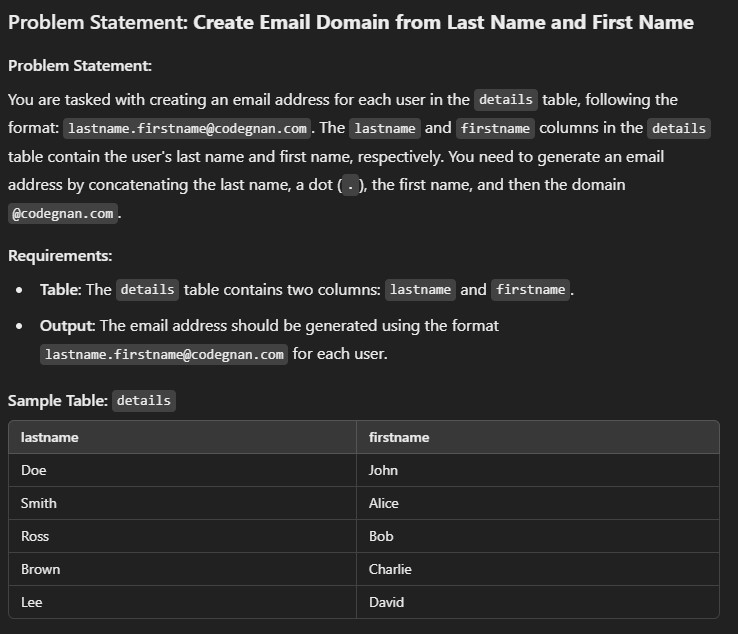 Problem Statement: Create Email Domain from Last Name and First Name
Problem Statement:
You are tasked with creating an email address for each user in the details table, following the
format: lastname.firstname@codegnan.com. The lastname and firstname columns in the details
table contain the user's last name and first name, respectively. You need to generate an email
address by concatenating the last name, a dot (.), the first name, and then the domain
@codegnan.com.
Requirements:
• Table: The details table contains two columns: lastname and firstname.
• Output: The email address should be generated using the format
lastname.firstname@codegnan.com for each user.
Sample Table: details
lastname firstname
Doe John
Smith Alice
Ross Bob
Brown Charlie
Lee David